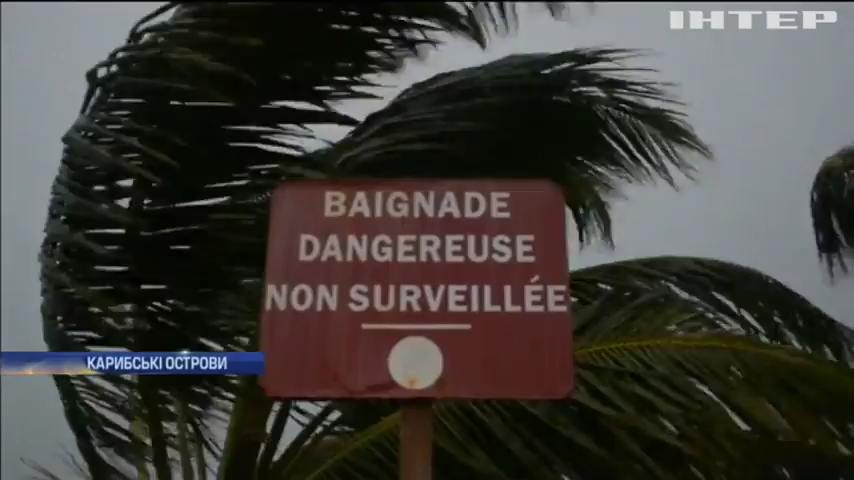 ІНТЕР
BAIGNADE
DANGEREUSE
NON SURVEILLÉE
КАРИБСЬКІ ОСТРОВИ